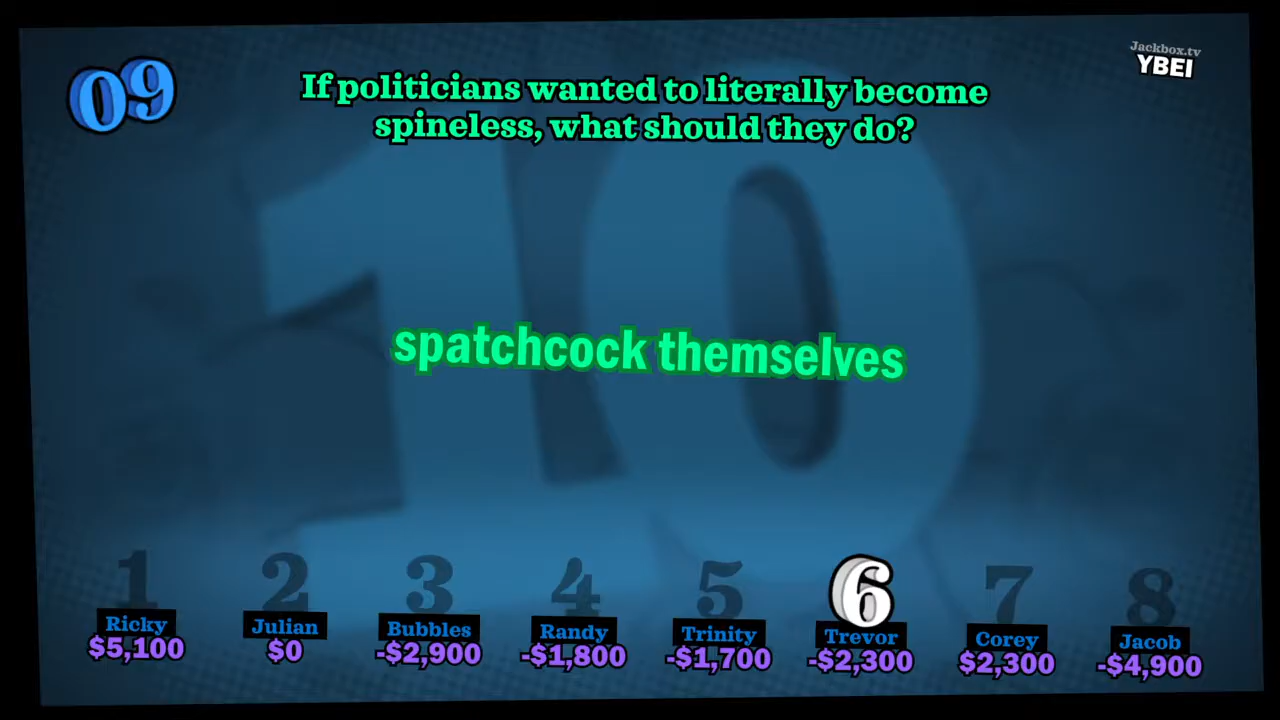 09
Jackbox.tv
YBEI
If politicians wanted to literally become
spineless, what should they do?
10
spatchcock themselves
1 2 3 4 5 6 7 8
Ricky Julian Bubbles Randy Trinity Trevor Corey Jacob
$5,100 $0 -$2,900 -$1,800 -$1,700 -$2,300 $2,300 -$4,900